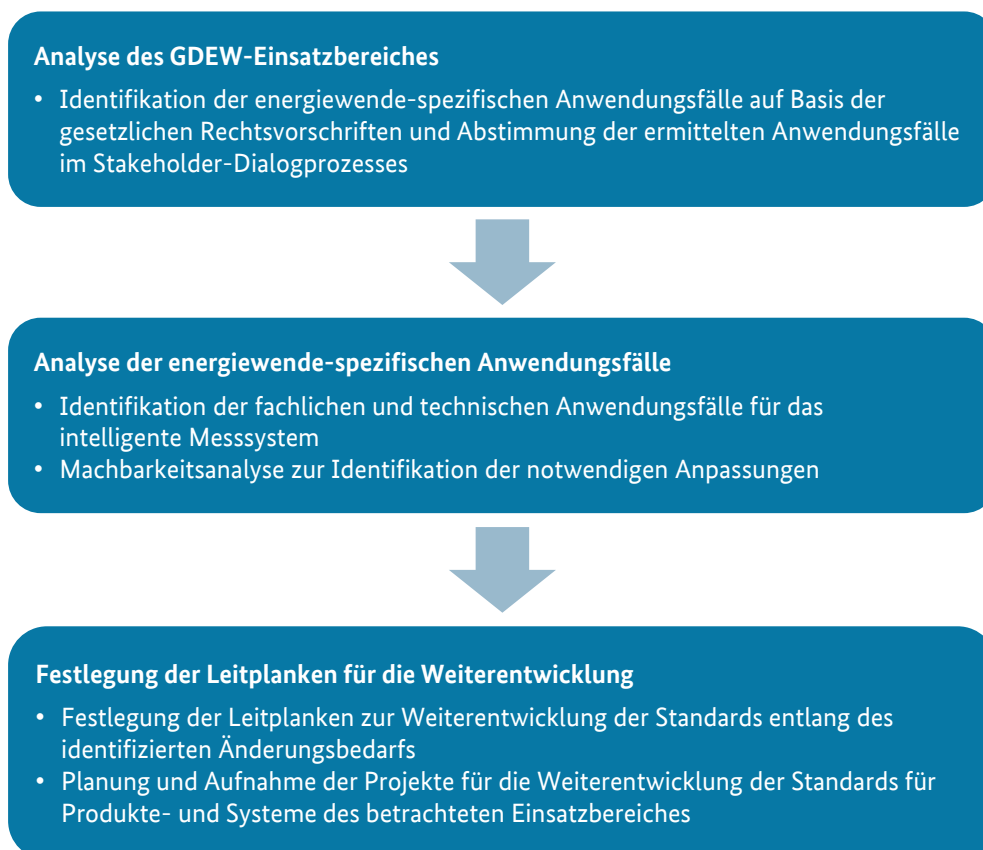 Analyse des GDEW-Einsatzbereiches
• Identifikation der energiewende-spezifischen Anwendungsfälle auf Basis der
gesetzlichen Rechtsvorschriften und Abstimmung der ermittelten Anwendungsfälle
im Stakeholder-Dialogprozesses
Analyse der energiewende-spezifischen Anwendungsfälle
• Identifikation der fachlichen und technischen Anwendungsfälle für das
intelligente Messsystem
• Machbarkeitsanalyse zur Identifikation der notwendigen Anpassungen
Festlegung der Leitplanken für die Weiterentwicklung
• Festlegung der Leitplanken zur Weiterentwicklung der Standards entlang des
identifizierten Änderungsbedarfs
• Planung und Aufnahme der Projekte für die Weiterentwicklung der Standards für
Produkte- und Systeme des betrachteten Einsatzbereiches